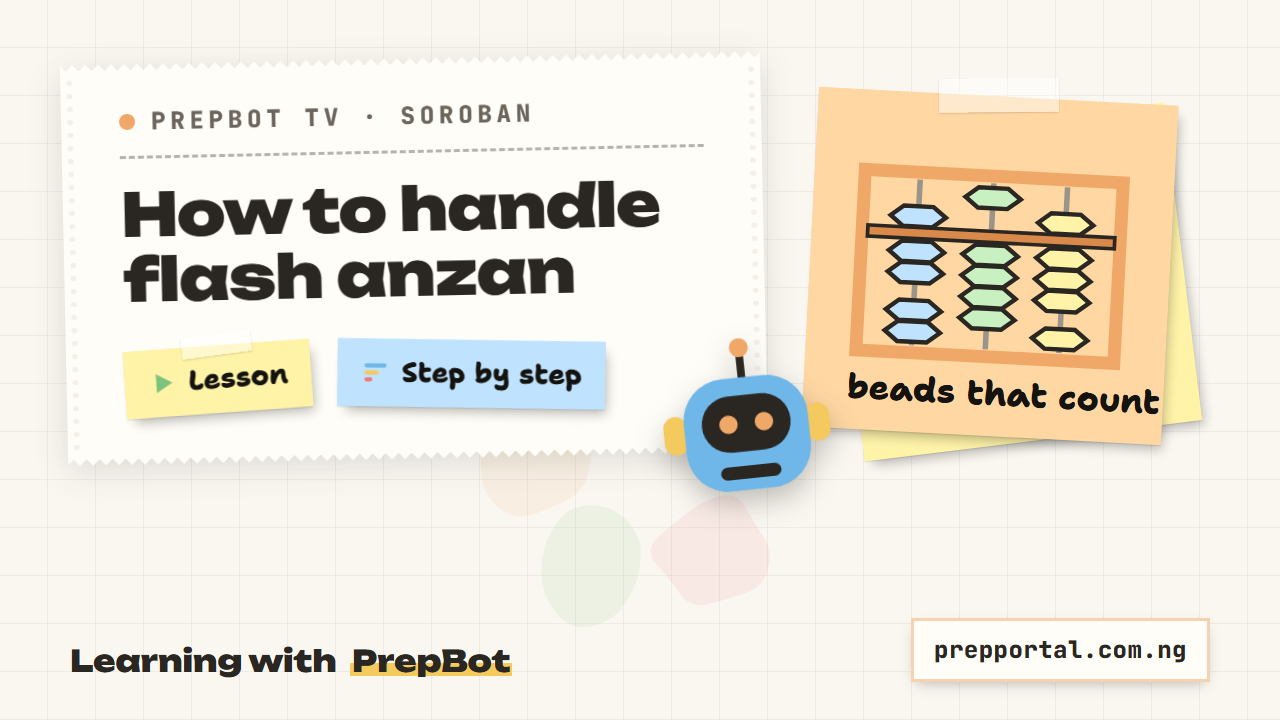 PREPBOT TV · SOROBAN
How to handle
flash anzan
Lesson
Step by step
beads that count
Learning with PrepBot
prepportal.com.ng